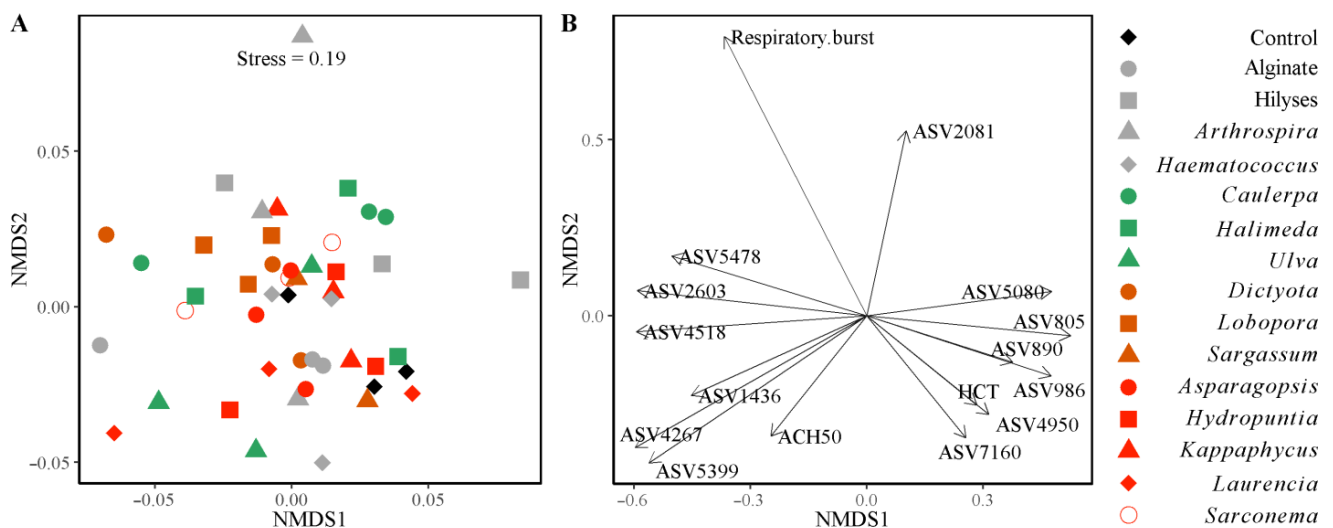 A
Stress = 0.19
0.05
0.00
−0.05
NMDS2
−0.05
0.00
0.05
NMDS1
B
Respiratory.burst
ASV2081
ASV5478
ASV2603
ASV4518
ASV5080
ASV805
ASV890
ASV986
HCT
ASV4950
ASV7160
ASV1436
ACH50
ASV4267
ASV5399
0.5
0.0
NMDS2
−0.6
−0.3
0.0
0.3
NMDS1
Control
Alginate
Hilyses
Arthrospira
Haematococcus
Caulerpa
Halimeda
Ulva
Dictyota
Lobopora
Sargassum
Asparagopsis
Hydropuntia
Kappaphycus
Laurencia
Sarconema